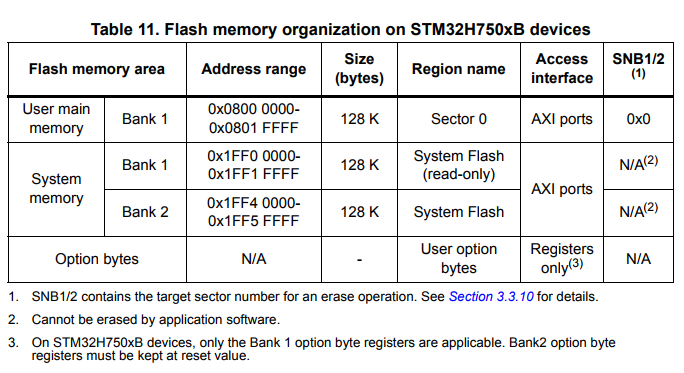 Table 11. Flash memory organization on STM32H750xB devices
Flash memory area Address range Size (bytes) Region name Access interface SNB1/2 (1)
User main memory Bank 1 0x0800 0000-0x0801 FFFF 128 K Sector 0 AXI ports 0x0
System memory Bank 1 0x1FF0 0000-0x1FF1 FFFF 128 K System Flash (read-only) AXI ports N/A(2)
Bank 2 0x1FF4 0000-0x1FF5 FFFF 128 K System Flash N/A(2)
Option bytes N/A - User option bytes Registers only(3) N/A
1. SNB1/2 contains the target sector number for an erase operation. See Section 3.3.10 for details.
2. Cannot be erased by application software.
3. On STM32H750xB devices, only the Bank 1 option byte registers are applicable. Bank2 option byte
registers must be kept at reset value.